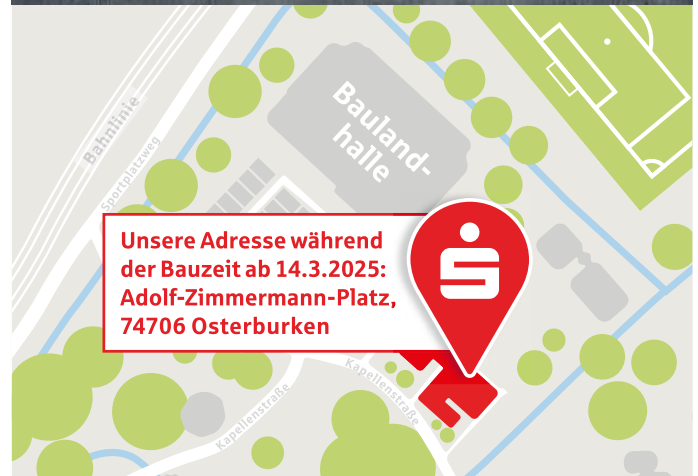 Bauland-
halle
Bahnlinie
Sportplatzweg
Unsere Adresse während
der Bauzeit ab 14.3.2025:
Adolf-Zimmermann-Platz,
74706 Osterburken
Kapellenstraße
Kapellenstraße